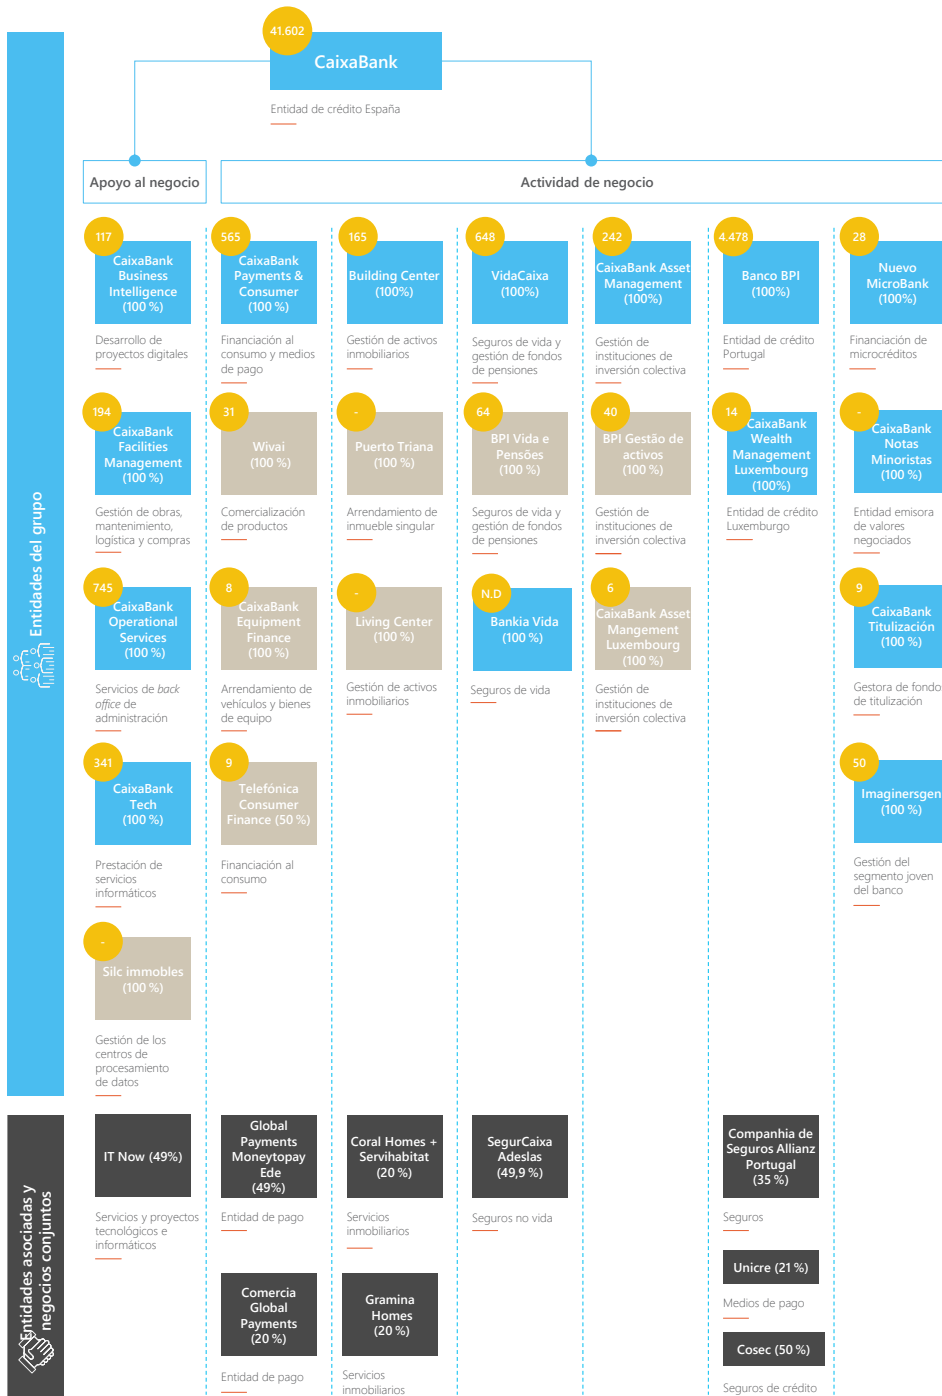 41.602
CaixaBank
Entidad de crédito España
Apoyo al negocio
Actividad de negocio
Entidades del grupo
117
CaixaBank
Business
Intelligence
(100 %)
Desarrollo de
proyectos digitales
194
CaixaBank
Facilities
Management
(100 %)
Gestión de obras,
mantenimiento,
logística y compras
745
CaixaBank
Operational
Services
(100 %)
Servicios de back
office de
administración
341
CaixaBank
Tech
(100 %)
Prestación de
servicios
informáticos
-
Silc immobles
(100 %)
Gestión de los
centros de
procesamiento
de datos
565
CaixaBank
Payments &
Consumer
(100 %)
Financiación al
consumo y medios
de pago
31
Wivai
(100 %)
Comercialización
de productos
8
CaixaBank
Equipment
Finance
(100 %)
Arrendamiento de
vehículos y bienes
de equipo
9
Telefónica
Consumer
Finance (50 %)
Financiación al
consumo
165
Building Center
(100%)
Gestión de activos
inmobiliarios
-
Puerto Triana
(100 %)
Arrendamiento de
inmueble singular
-
Living Center
(100 %)
Gestión de activos
inmobiliarios
648
VidaCaixa
(100%)
Seguros de vida y
gestión de fondos
de pensiones
64
BPI Vida e
Pensões
(100 %)
Seguros de vida y
gestión de fondos
de pensiones
N.D
Bankia Vida
(100 %)
Seguros de vida
242
CaixaBank Asset
Management
(100%)
Gestión de
instituciones de
inversión colectiva
40
BPI Gestão de
activos
(100 %)
Gestión de
instituciones de
inversión colectiva
6
CaixaBank Asset
Mangement
Luxembourg
(100 %)
Gestión de
instituciones de
inversión colectiva
4.478
Banco BPI
(100%)
Entidad de crédito
Portugal
14
CaixaBank
Wealth
Management
Luxembourg
(100%)
Entidad de crédito
Luxemburgo
28
Nuevo
MicroBank
(100%)
Financiación de
microcréditos
-
CaixaBank
Notas
Minoristas
(100 %)
Entidad emisora
de valores
negociados
9
CaixaBank
Titulización
(100 %)
Gestora de fondo
de titulización
50
Imaginersgen
(100 %)
Gestión del
segmento joven
del banco
Entidades asociadas y
negocios conjuntos
IT Now (49%)
Servicios y proyectos
tecnológicos e
informáticos
Global
Payments
Moneytopay
Ede
(49%)
Entidad de pago
Comercia
Global
Payments
(20 %)
Entidad de pago
Coral Homes +
Servihabitat
(20 %)
Servicios
inmobiliarios
Gramina
Homes
(20 %)
Servicios
inmobiliarios
SegurCaixa
Adeslas
(49,9 %)
Seguros no vida
Companhia de
Seguros Allianz
Portugal
(35 %)
Seguros
Unicre (21 %)
Medios de pago
Cosec (50 %)
Seguros de crédito